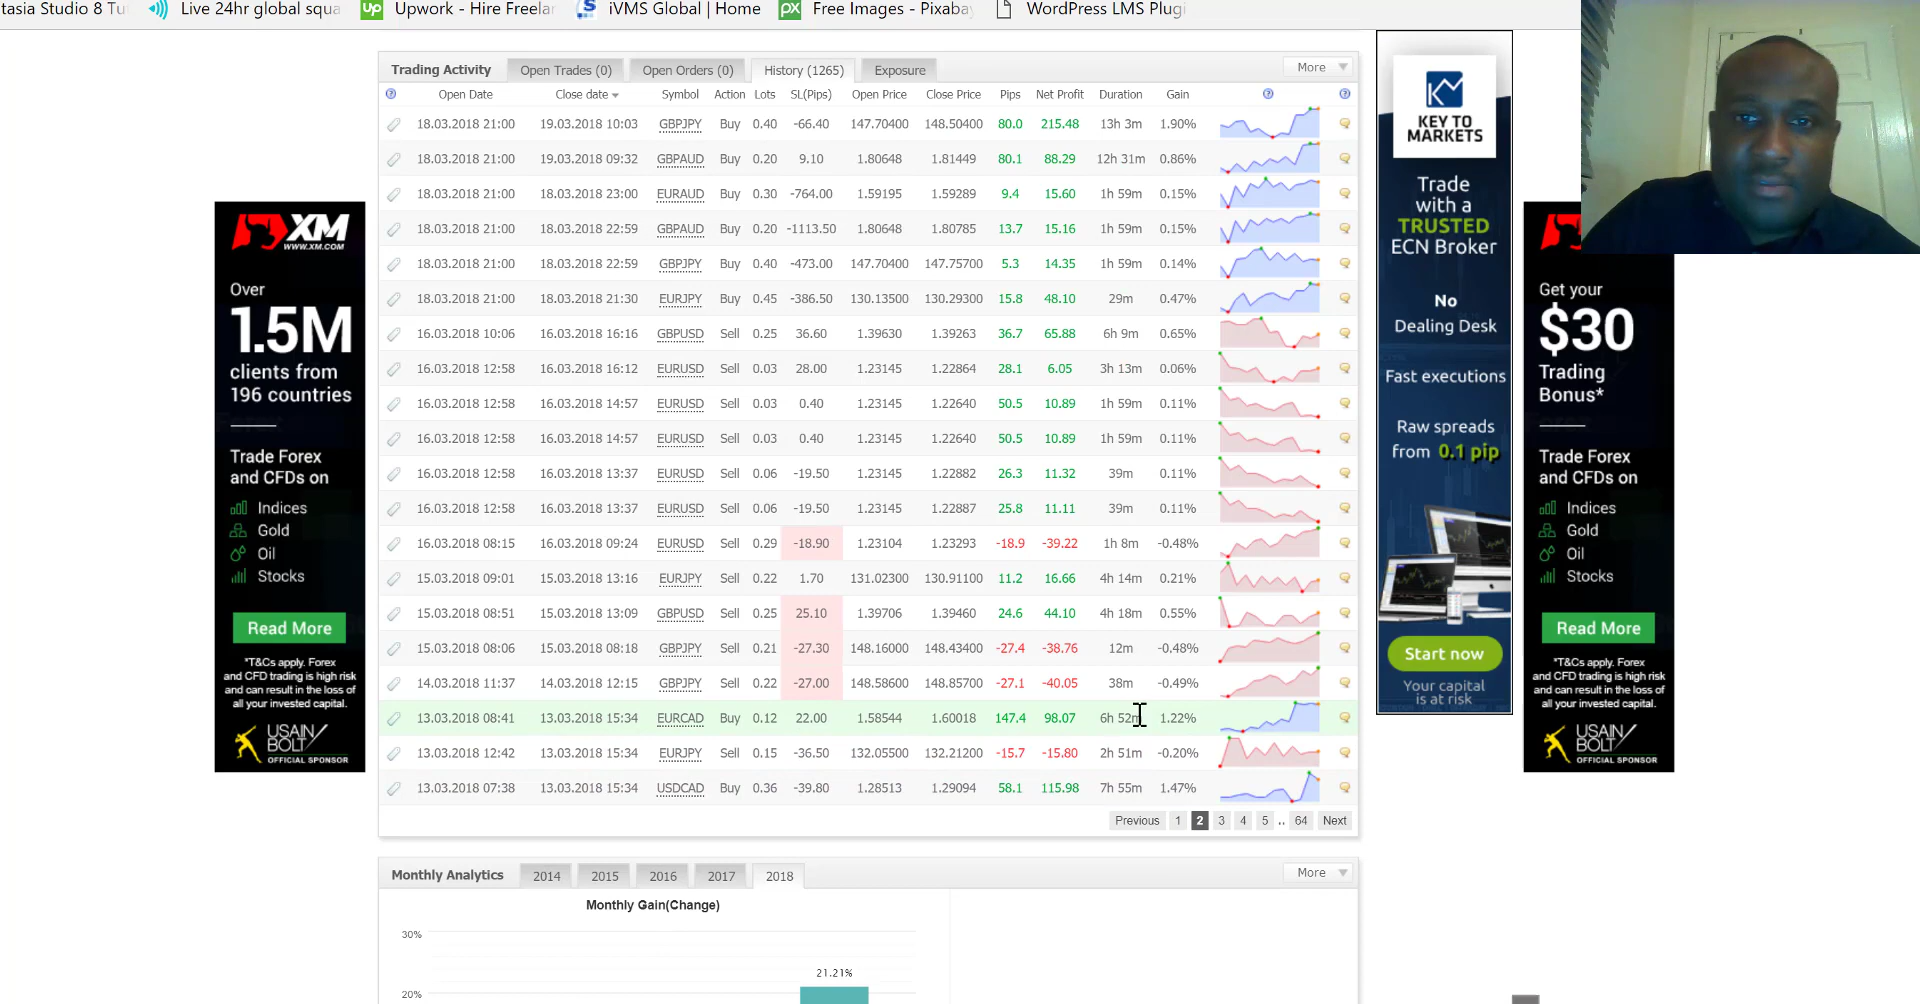 tasia Studio 8 Tu
Live 24hr global squa
up Upwork - Hire Freelan
iVMS Global | Home
px Free Images - Pixabay
WordPress LMS Plugi
Trading Activity Open Trades (0) Open Orders (0) History (1265) Exposure More
Open Date Close date Symbol Action Lots SL(Pips) Open Price Close Price Pips Net Profit Duration Gain
18.03.2018 21:00 19.03.2018 10:03 GBPJPY Buy 0.40 -66.40 147.70400 148.50400 80.0 215.48 13h 3m 1.90%
18.03.2018 21:00 19.03.2018 09:32 GBPAUD Buy 0.20 9.10 1.80648 1.81449 80.1 88.29 12h 31m 0.86%
18.03.2018 21:00 18.03.2018 23:00 EURAUD Buy 0.30 -764.00 1.59195 1.59289 9.4 15.60 1h 59m 0.15%
18.03.2018 21:00 18.03.2018 22:59 GBPAUD Buy 0.20 -1113.50 1.80648 1.80785 13.7 15.16 1h 59m 0.15%
18.03.2018 21:00 18.03.2018 22:59 GBPJPY Buy 0.40 -473.00 147.70400 147.75700 5.3 14.35 1h 59m 0.14%
18.03.2018 21:00 18.03.2018 21:30 EURJPY Buy 0.45 -386.50 130.13500 130.29300 15.8 48.10 29m 0.47%
16.03.2018 10:06 16.03.2018 16:16 GBPUSD Sell 0.25 36.60 1.39630 1.39263 36.7 65.88 6h 9m 0.65%
16.03.2018 12:58 16.03.2018 16:12 EURUSD Sell 0.03 28.00 1.23145 1.22864 28.1 6.05 3h 13m 0.06%
16.03.2018 12:58 16.03.2018 14:57 EURUSD Sell 0.03 0.40 1.23145 1.22640 50.5 10.89 1h 59m 0.11%
16.03.2018 12:58 16.03.2018 14:57 EURUSD Sell 0.03 0.40 1.23145 1.22640 50.5 10.89 1h 59m 0.11%
16.03.2018 12:58 16.03.2018 13:37 EURUSD Sell 0.06 -19.50 1.23145 1.22882 26.3 11.32 39m 0.11%
16.03.2018 12:58 16.03.2018 13:37 EURUSD Sell 0.06 -19.50 1.23145 1.22887 25.8 11.11 39m 0.11%
16.03.2018 08:15 16.03.2018 09:24 EURUSD Sell 0.29 -18.90 1.23104 1.23293 -18.9 -39.22 1h 8m -0.48%
15.03.2018 09:01 15.03.2018 13:16 EURJPY Sell 0.22 1.70 131.02300 130.91100 11.2 16.66 4h 14m 0.21%
15.03.2018 08:51 15.03.2018 13:09 GBPUSD Sell 0.25 25.10 1.39706 1.39460 24.6 44.10 4h 18m 0.55%
15.03.2018 08:06 15.03.2018 08:18 GBPJPY Sell 0.21 -27.30 148.16000 148.43400 -27.4 -38.76 12m -0.48%
14.03.2018 11:37 14.03.2018 12:15 GBPJPY Sell 0.22 -27.00 148.58600 148.85700 -27.1 -40.05 38m -0.49%
13.03.2018 08:41 13.03.2018 15:34 EURCAD Buy 0.12 22.00 1.58544 1.60018 147.4 98.07 6h 52m 1.22%
13.03.2018 12:42 13.03.2018 15:34 EURJPY Sell 0.15 -36.50 132.05500 132.21200 -15.7 -15.80 2h 51m -0.20%
13.03.2018 07:38 13.03.2018 15:34 USDCAD Buy 0.36 -39.80 1.28513 1.29094 58.1 115.98 7h 55m 1.47%
Previous 1 2 3 4 5 .. 64 Next
Monthly Analytics 2014 2015 2016 2017 2018 More
Monthly Gain(Change)
30%
21.21%
20%
XM
WWW.XM.COM
Over
1.5M
clients from
196 countries
Trade Forex
and CFDs on
Indices
Gold
Oil
Stocks
Read More
*T&Cs apply. Forex
and CFD trading is high risk
and can result in the loss of
all your invested capital.
USAIN
BOLT
OFFICIAL SPONSOR
KEY TO
MARKETS
Trade
with a
TRUSTED
ECN Broker
No
Dealing Desk
Fast executions
Raw spreads
from 0.1 pip
Start now
Your capital
is at risk
Get your
$30
Trading
Bonus*
Trade Forex
and CFDs on
Indices
Gold
Oil
Stocks
Read More
*T&Cs apply. Forex
and CFD trading is high risk
and can result in the loss of
all your invested capital.
USAIN
BOLT
OFFICIAL SPONSOR